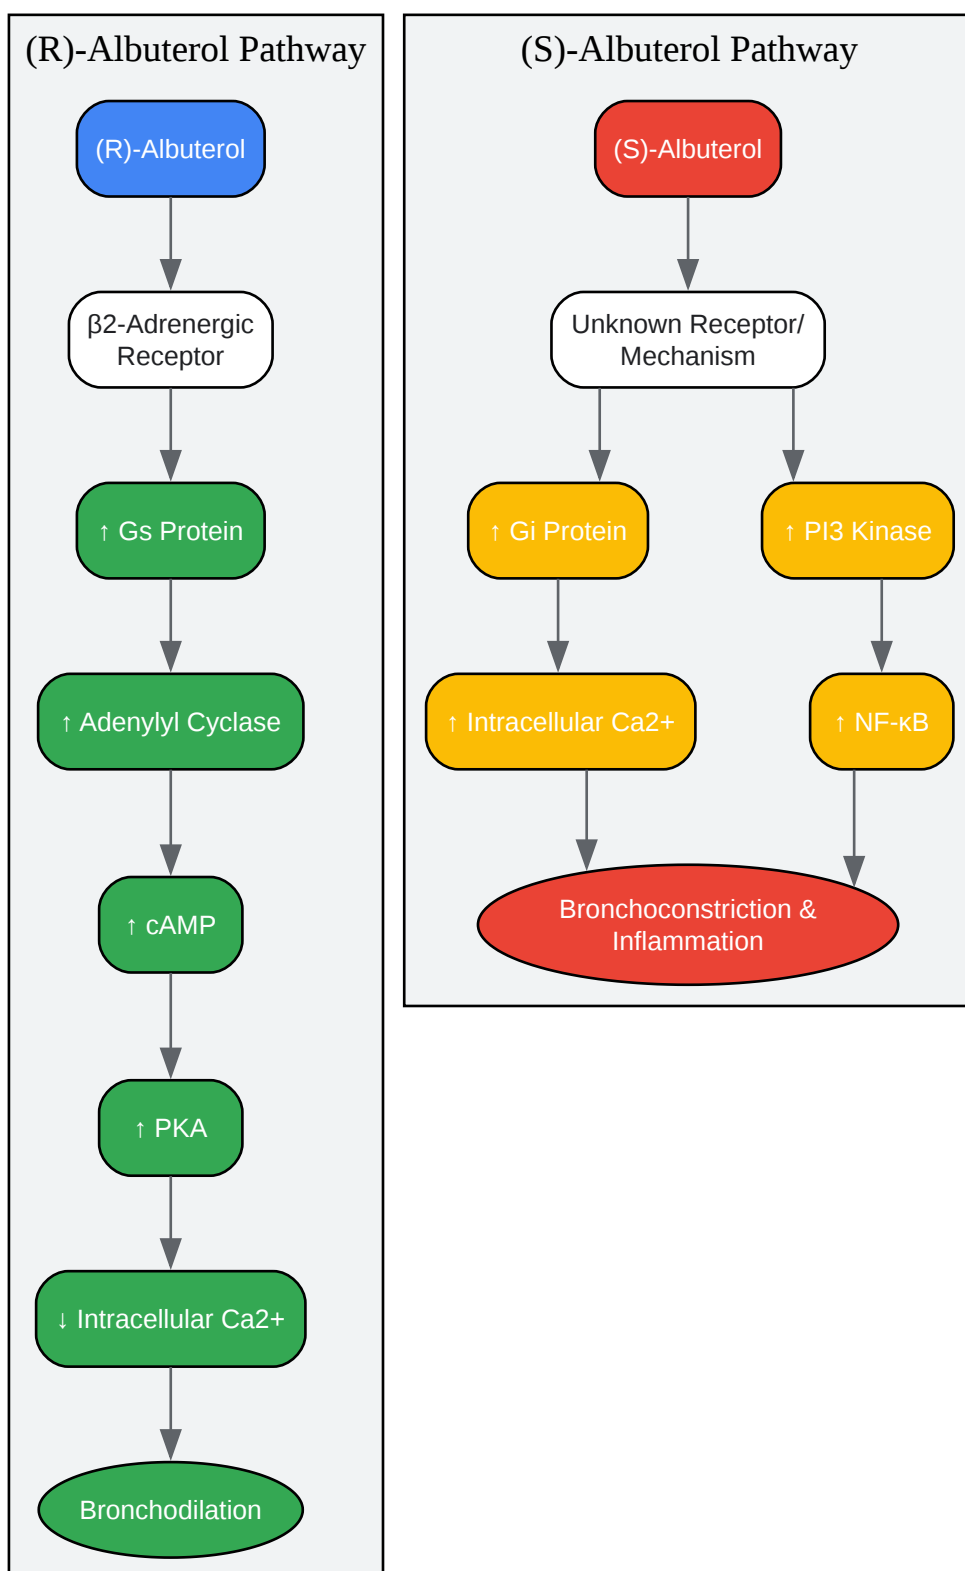 (R)-Albuterol Pathway
(R)-Albuterol
β2-Adrenergic
Receptor
↑ Gs Protein
↑ Adenylyl Cyclase
↑ cAMP
↑ PKA
↓ Intracellular Ca2+
Bronchodilation
(S)-Albuterol Pathway
(S)-Albuterol
Unknown Receptor/
Mechanism
↑ Gi Protein
↑ PI3 Kinase
↑ Intracellular Ca2+
↑ NF-κB
Bronchoconstriction &
Inflammation